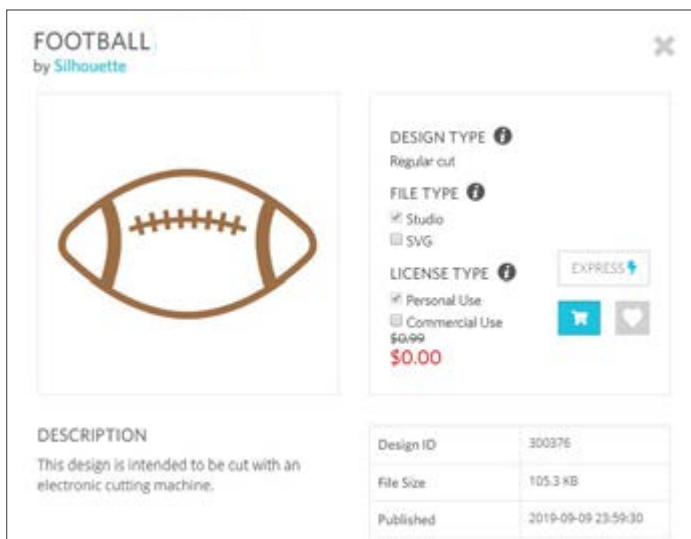 FOOTBALL
by Silhouette
DESIGN TYPE
Regular cut
FILE TYPE
Studio
SVG
LICENSE TYPE
Personal Use
Commercial Use
$0.99
$0.00
EXPRESS
DESCRIPTION
This design is intended to be cut with an
electronic cutting machine.
Design ID 300376
File Size 105.3 KB
Published 2019-09-09 23:59:30